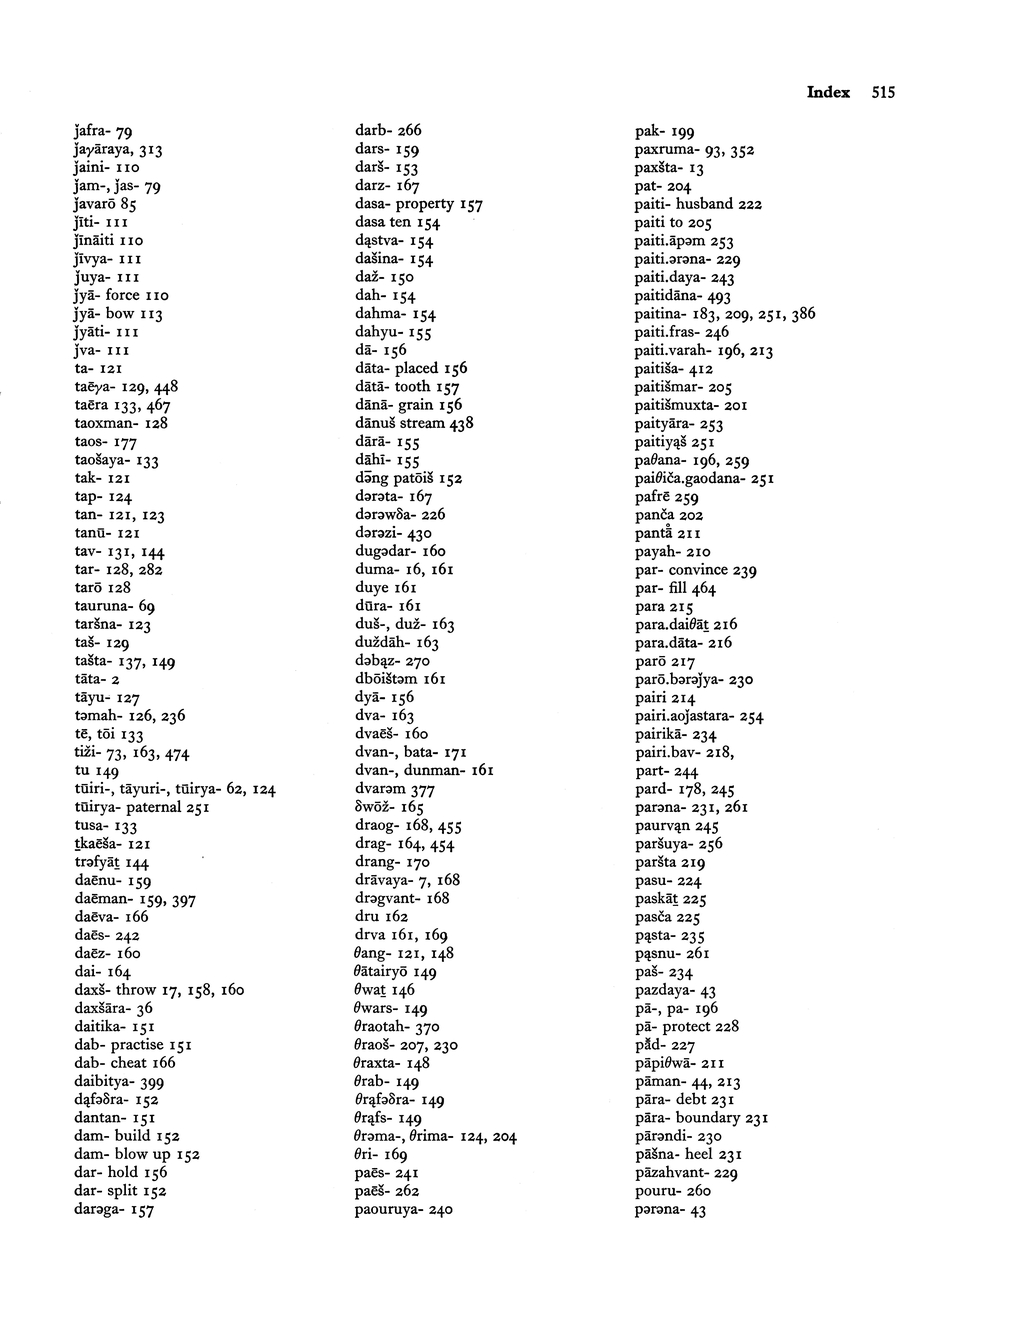 Index 515
ǰafra- 79
ǰaγāraya, 313
ǰaini- 110
ǰam-, ǰas- 79
ǰavarō 85
ǰīti- 111
ǰīnāiti 110
ǰīvya- 111
ǰuya- 111
ǰyā- force 110
ǰyā- bow 113
ǰyāti- 111
ǰva- 111
ta- 121
taēγa- 129, 448
taēra 133, 467
taoxman- 128
taos- 177
taošaya- 133
tak- 121
tap- 124
tan- 121, 123
tanū- 121
tav- 131, 144
tar- 128, 282
tarō 128
tauruna- 69
taršna- 123
taš- 129
tašta- 137, 149
tāta- 2
tāyu- 127
təmah- 126, 236
tē, tōi 133
tiži- 73, 163, 474
tu 149
tūiri-, tāyuri-, tūirya- 62, 124
tūirya- paternal 251
tusa- 133
t̰kaēša- 121
trəfyāt̰ 144
daēnu- 159
daēman- 159, 397
daēva- 166
daēs- 242
daēz- 160
dai- 164
daxš- throw 17, 158, 160
daxšāra- 36
daitika- 151
dab- practise 151
dab- cheat 166
daibitya- 399
dąfəδra- 152
dantan- 151
dam- build 152
dam- blow up 152
dar- hold 156
dar- split 152
darəga- 157
darb- 266
dars- 159
darš- 153
darz- 167
dasa- property 157
dasa ten 154
dąstva- 154
dašina- 154
daž- 150
dah- 154
dahma- 154
dahyu- 155
dā- 156
dāta- placed 156
dātā- tooth 157
dānā- grain 156
dānuš stream 438
dārā- 155
dāhī- 155
də̄ng patōiš 152
dərəta- 167
dərəwδa- 226
dərəzi- 430
dugədar- 160
duma- 16, 161
duye 161
dūra- 161
duš-, duž- 163
duždāh- 163
dəbąz- 270
dbōištəm 161
dyā- 156
dva- 163
dvaēš- 160
dvan-, bata- 171
dvan-, dunman- 161
dvarəm 377
δwōž- 165
draog- 168, 455
drag- 164, 454
drang- 170
drāvaya- 7, 168
drəgvant- 168
dru 162
drva 161, 169
θang- 121, 148
θātairyō 149
θwat̰ 146
θwars- 149
θraotah- 370
θraoš- 207, 230
θraxta- 148
θrab- 149
θrąfəδra- 149
θrąfs- 149
θrəma-, θrima- 124, 204
θri- 169
paēs- 241
paēš- 262
paouruya- 240
pak- 199
paxruma- 93, 352
paxšta- 13
pat- 204
paiti- husband 222
paiti to 205
paiti.āpəm 253
paiti.ərəna- 229
paiti.daya- 243
paitidāna- 493
paitina- 183, 209, 251, 386
paiti.fras- 246
paiti.varah- 196, 213
paitiša- 412
paitišmar- 205
paitišmuxta- 201
paityāra- 253
paitiyąš 251
paθana- 196, 259
paiθiča.gaodana- 251
pafrē 259
panča 202
pantå 211
payah- 210
par- convince 239
par- fill 464
para 215
para.daiθāt̰ 216
para.dāta- 216
parō 217
parō.bərəǰya- 230
pairi 214
pairi.aoǰastara- 254
pairikā- 234
pairi.bav- 218,
part- 244
pard- 178, 245
parəna- 231, 261
paurvąn 245
paršuya- 256
paršta 219
pasu- 224
paskāt̰ 225
pasča 225
pąsta- 235
pąsnu- 261
paš- 234
pazdaya- 43
pā-, pa- 196
pā- protect 228
pād- 227
pāpiθwā- 211
pāman- 44, 213
pāra- debt 231
pāra- boundary 231
pārəndi- 230
pāšna- heel 231
pāzahvant- 229
pouru- 260
pərəna- 43